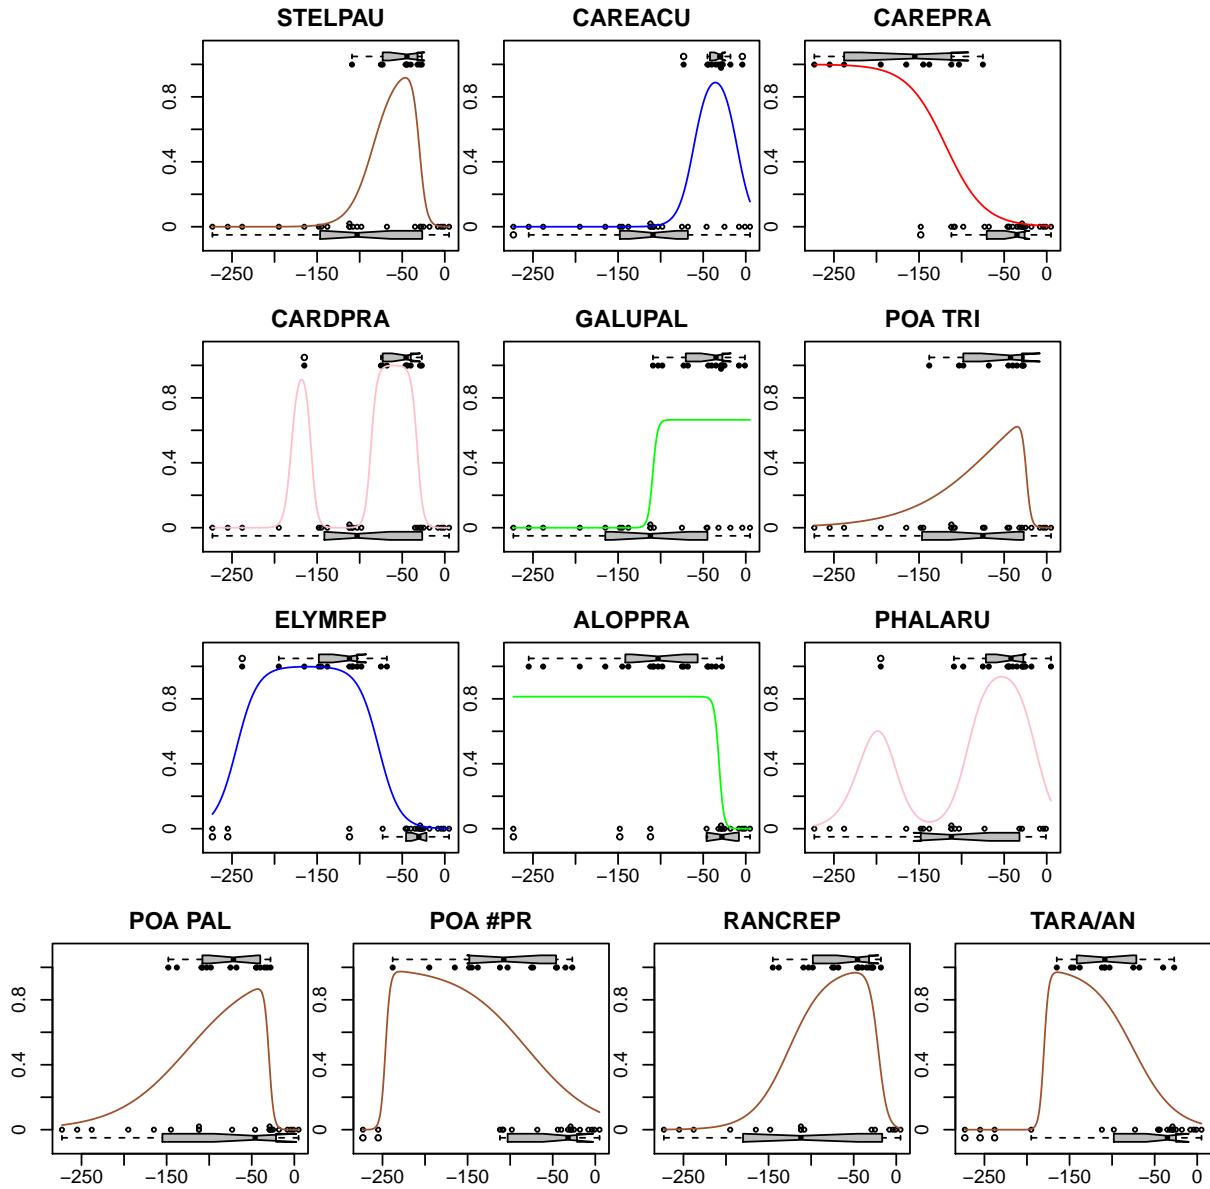 STELPAU CAREACU CAREPRA
0 0.4 0.8 0 0.4 0.8 0 0.4 0.8
−250 −150 −50 0 −250 −150 −50 0 −250 −150 −50 0
CARDPRA GALUPAL POA TRI
0 0.4 0.8 0 0.4 0.8 0 0.4 0.8
−250 −150 −50 0 −250 −150 −50 0 −250 −150 −50 0
ELYMREP ALOPPRA PHALARU
0 0.4 0.8 0 0.4 0.8 0 0.4 0.8
−250 −150 −50 0 −250 −150 −50 0 −250 −150 −50 0
POA PAL POA #PR RANCREP TARA/AN
0 0.4 0.8 0 0.4 0.8 0 0.4 0.8 0 0.4 0.8
−250 −150 −50 0 −250 −150 −50 0 −250 −150 −50 0 −250 −150 −50 0